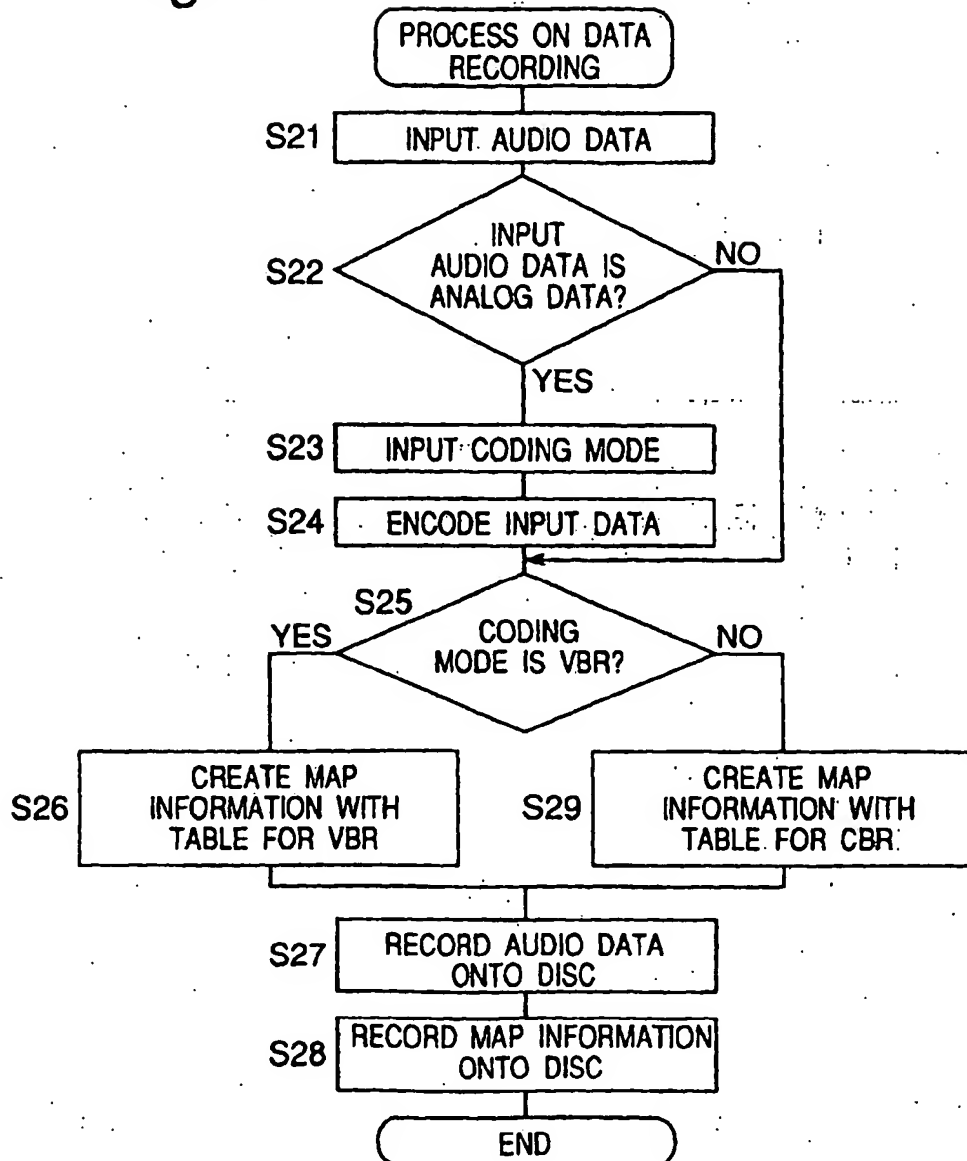 PROCESS ON DATA
RECORDING
S21
INPUT AUDIO DATA
S22
INPUT
AUDIO DATA IS
ANALOG DATA?
NO
YES
S23
INPUT CODING MODE
S24
ENCODE INPUT DATA
S25
CODING
MODE IS VBR?
YES
NO
S26
CREATE MAP
INFORMATION WITH
TABLE FOR VBR
S29
CREATE MAP
INFORMATION WITH
TABLE FOR CBR
S27
RECORD AUDIO DATA
ONTO DISC
S28
RECORD MAP INFORMATION
ONTO DISC
END